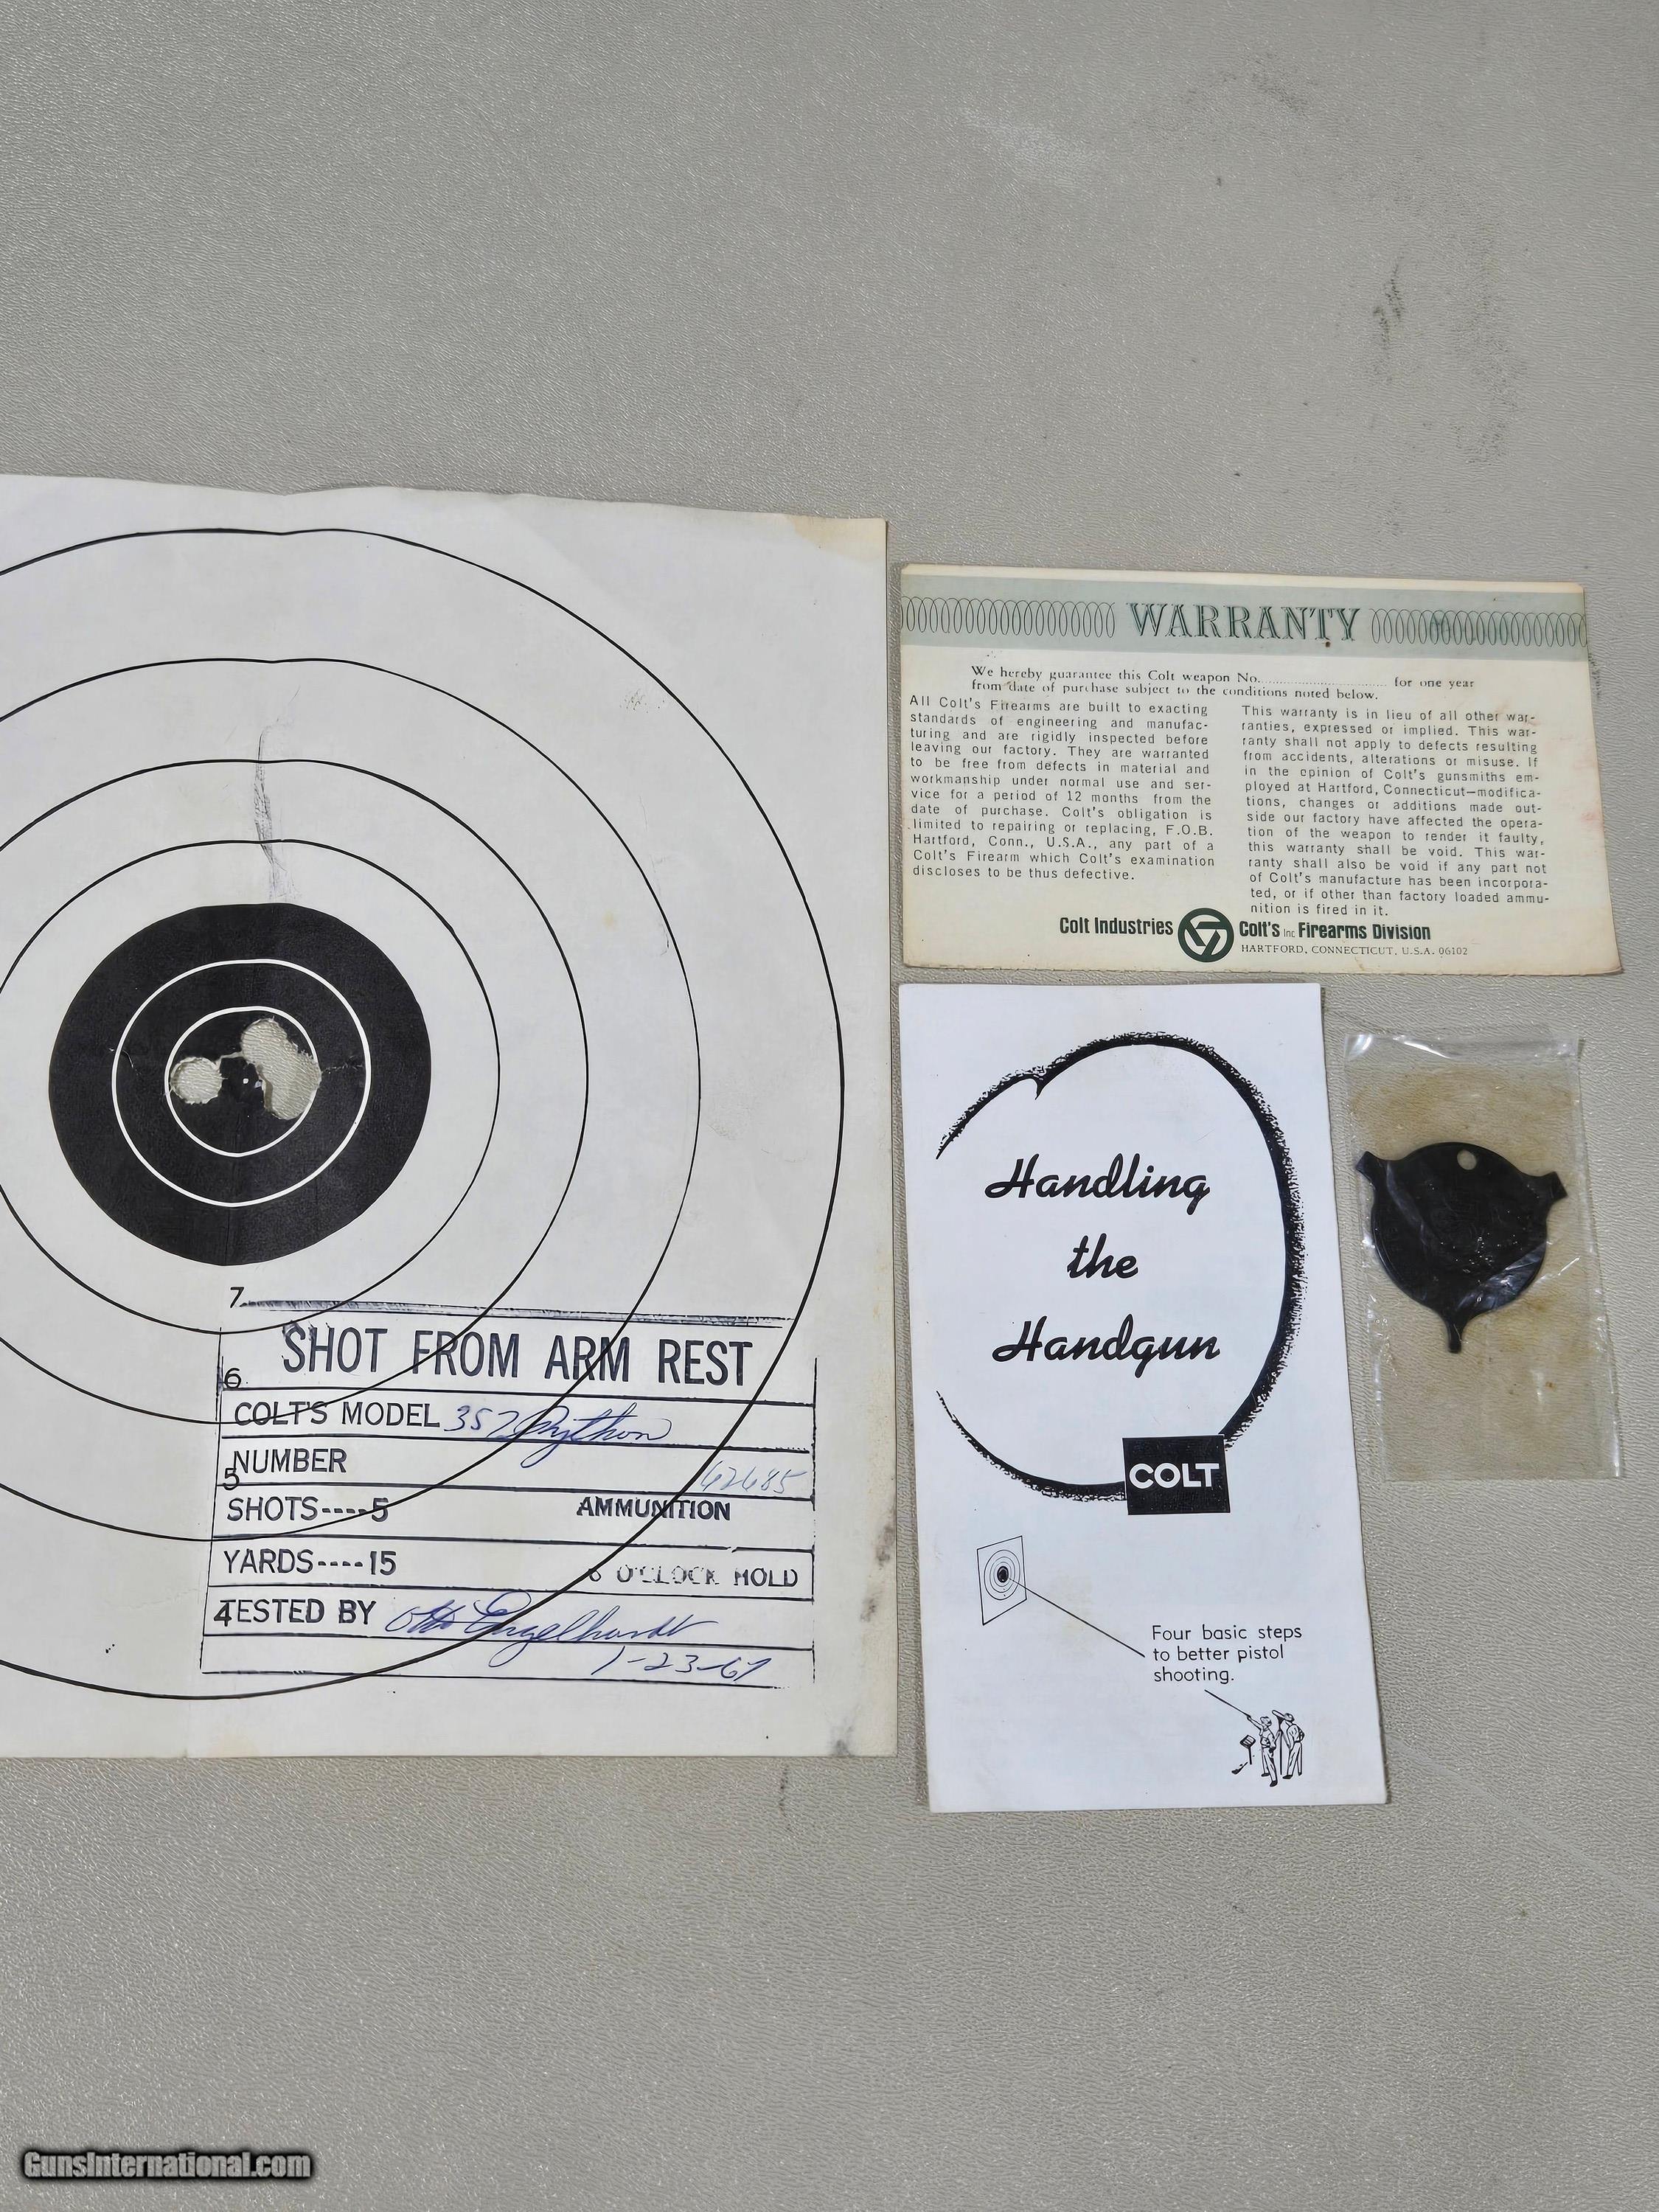 7
SHOT FROM ARM REST
6
COLT'S MODEL 357 Python
NUMBER 62685
5
SHOTS----5 AMMUNITION
YARDS----15 6 O'CLOCK HOLD
4
TESTED BY Otto Engelhardt
1-23-67
WARRANTY
We hereby guarantee this Colt weapon No. .............................. for one year
from date of purchase subject to the conditions noted below.
All Colt's Firearms are built to exacting
standards of engineering and manufac-
turing and are rigidly inspected before
leaving our factory. They are warranted
to be free from defects in material and
workmanship under normal use and ser-
vice for a period of 12 months from the
date of purchase. Colt's obligation is
limited to repairing or replacing, F.O.B.
Hartford, Conn., U.S.A., any part of a
Colt's Firearm which Colt's examination
discloses to be thus defective.
This warranty is in lieu of all other war-
ranties, expressed or implied. This war-
ranty shall not apply to defects resulting
from accidents, alterations or misuse. If
in the opinion of Colt's gunsmiths em-
ployed at Hartford, Connecticut—modifica-
tions, changes or additions made out-
side our factory have affected the opera-
tion of the weapon to render it faulty,
this warranty shall be void. This war-
ranty shall also be void if any part not
of Colt's manufacture has been incorpora-
ted, or if other than factory loaded ammu-
nition is fired in it.
Colt Industries Colt's Inc Firearms Division
HARTFORD, CONNECTICUT, U.S.A. 06102
Handling
the
Handgun
COLT
Four basic steps
to better pistol
shooting.
GunsInternational.com